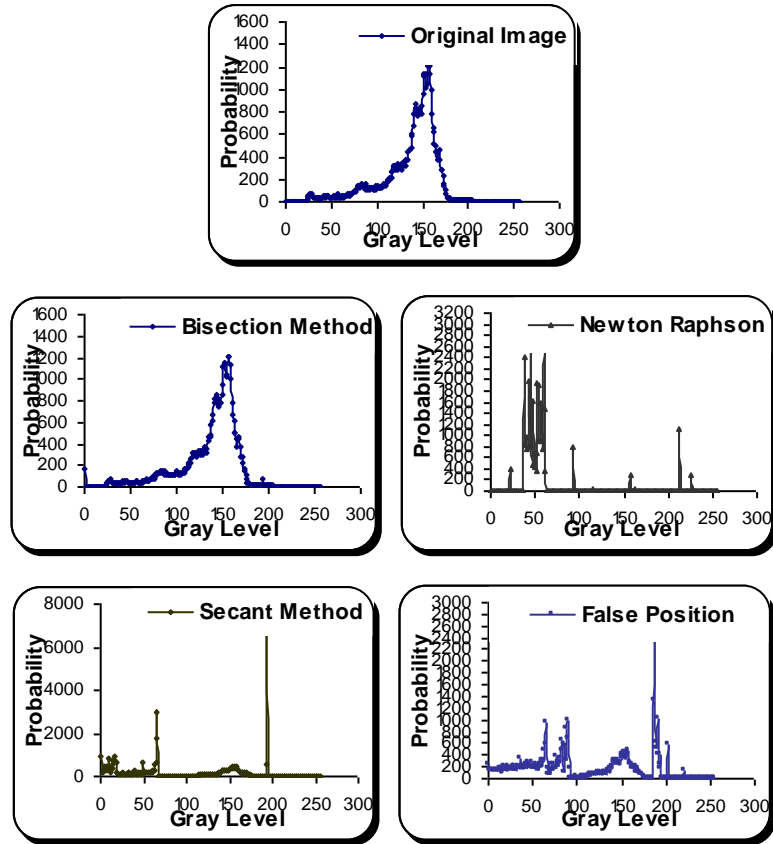 Original Image
Probability
1600
1400
1200
1000
800
600
400
200
0
0 50 100 150 200 250 300
Gray Level
Bisection Method
Probability
1600
1400
1200
1000
800
600
400
200
0
0 50 100 150 200 250 300
Gray Level
Newton Raphson
Probability
3200
3000
2800
2600
2400
2200
2000
1800
1600
1400
1200
1000
800
600
400
200
0
0 50 100 150 200 250 300
Gray Level
Secant Method
Probability
8000
6000
4000
2000
0
0 50 100 150 200 250 300
Gray Level
False Position
Probability
3000
2800
2600
2400
2200
2000
1800
1600
1400
1200
1000
800
600
400
200
0
0 50 100 150 200 250 300
Gray Level